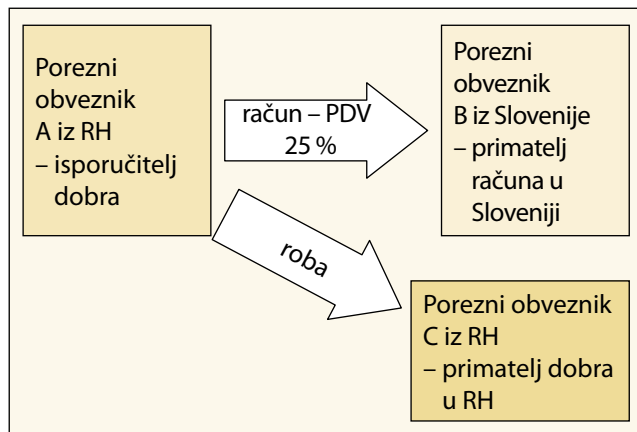 Porezni
obveznik
A iz RH
– isporučitelj
dobra
račun – PDV
25 %
Porezni
obveznik
B iz Slovenije
– primatelj
računa u
Sloveniji
roba
Porezni obveznik
C iz RH
– primatelj dobra
u RH